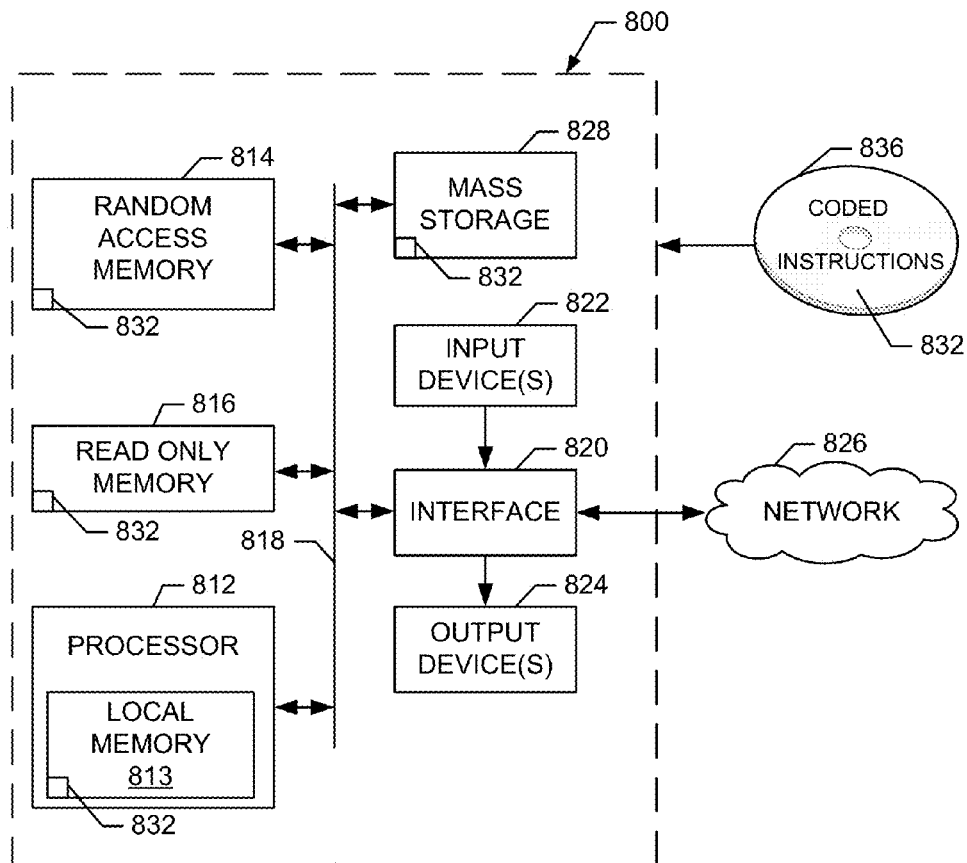 800
814
RANDOM
ACCESS
MEMORY
832
828
MASS
STORAGE
832
836
CODED
INSTRUCTIONS
832
822
INPUT
DEVICE(S)
816
READ ONLY
MEMORY
832
820
INTERFACE
826
NETWORK
818
812
PROCESSOR
LOCAL
MEMORY
813
832
824
OUTPUT
DEVICE(S)